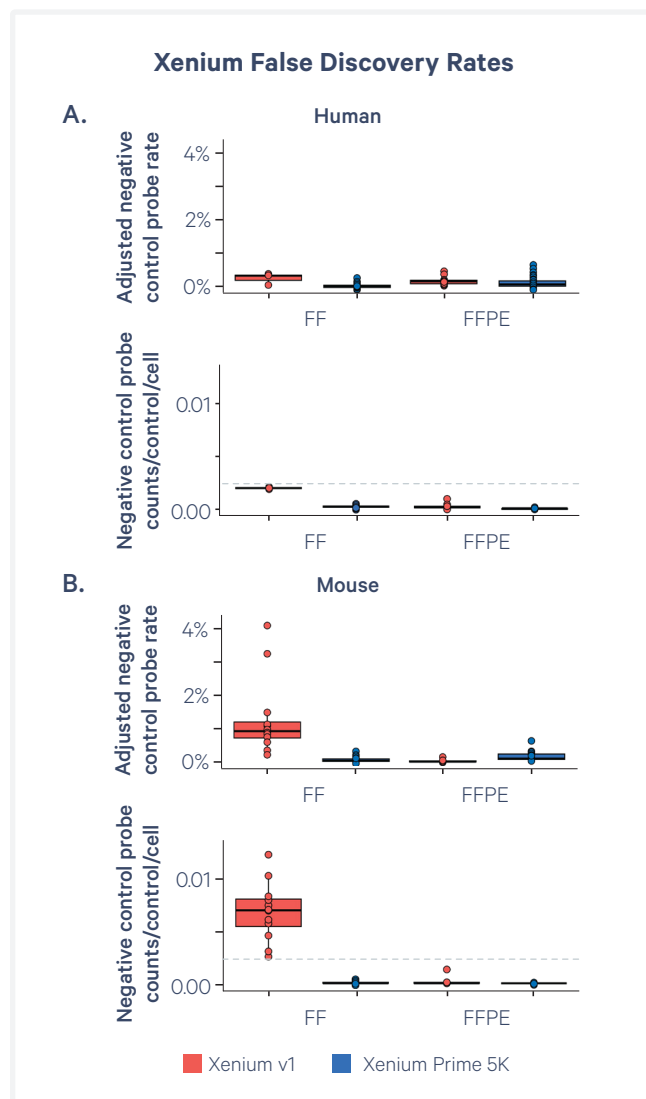 Xenium False Discovery Rates
A.
Human
Adjusted negative
control probe rate
4%
2%
0%
FF
FFPE
Negative control probe
counts/control/cell
0.01
0.00
FF
FFPE
B.
Mouse
Adjusted negative
control probe rate
4%
2%
0%
FF
FFPE
Negative control probe
counts/control/cell
0.01
0.00
FF
FFPE
Xenium v1
Xenium Prime 5K